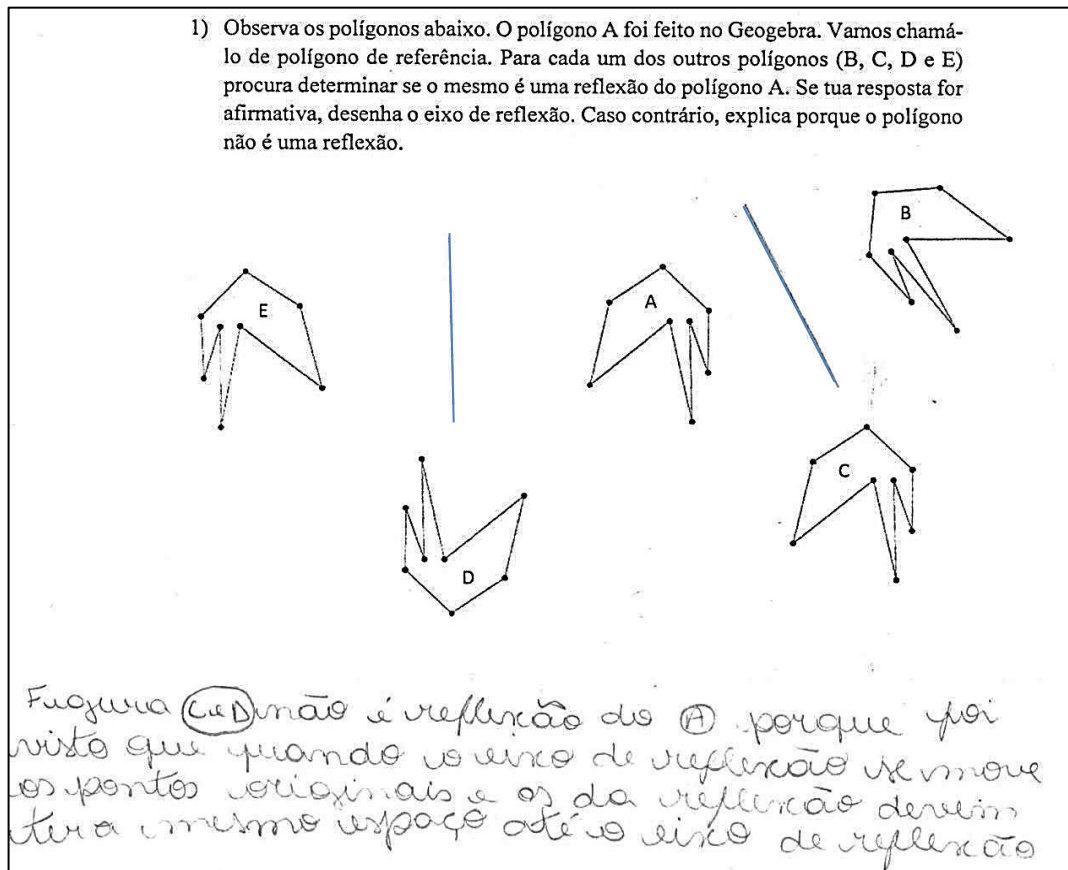 1) Observa os polígonos abaixo. O polígono A foi feito no Geogebra. Vamos chamá-
lo de polígono de referência. Para cada um dos outros polígonos (B, C, D e E)
procura determinar se o mesmo é uma reflexão do polígono A. Se tua resposta for
afirmativa, desenha o eixo de reflexão. Caso contrário, explica porque o polígono
não é uma reflexão.
B
E
A
C
D
Fugura C e D não é reflexão do A porque foi
visto que quando o eixo de reflexão se move
os pontos originais e os da reflexão devem
ter o mesmo espaço até o eixo de reflexão